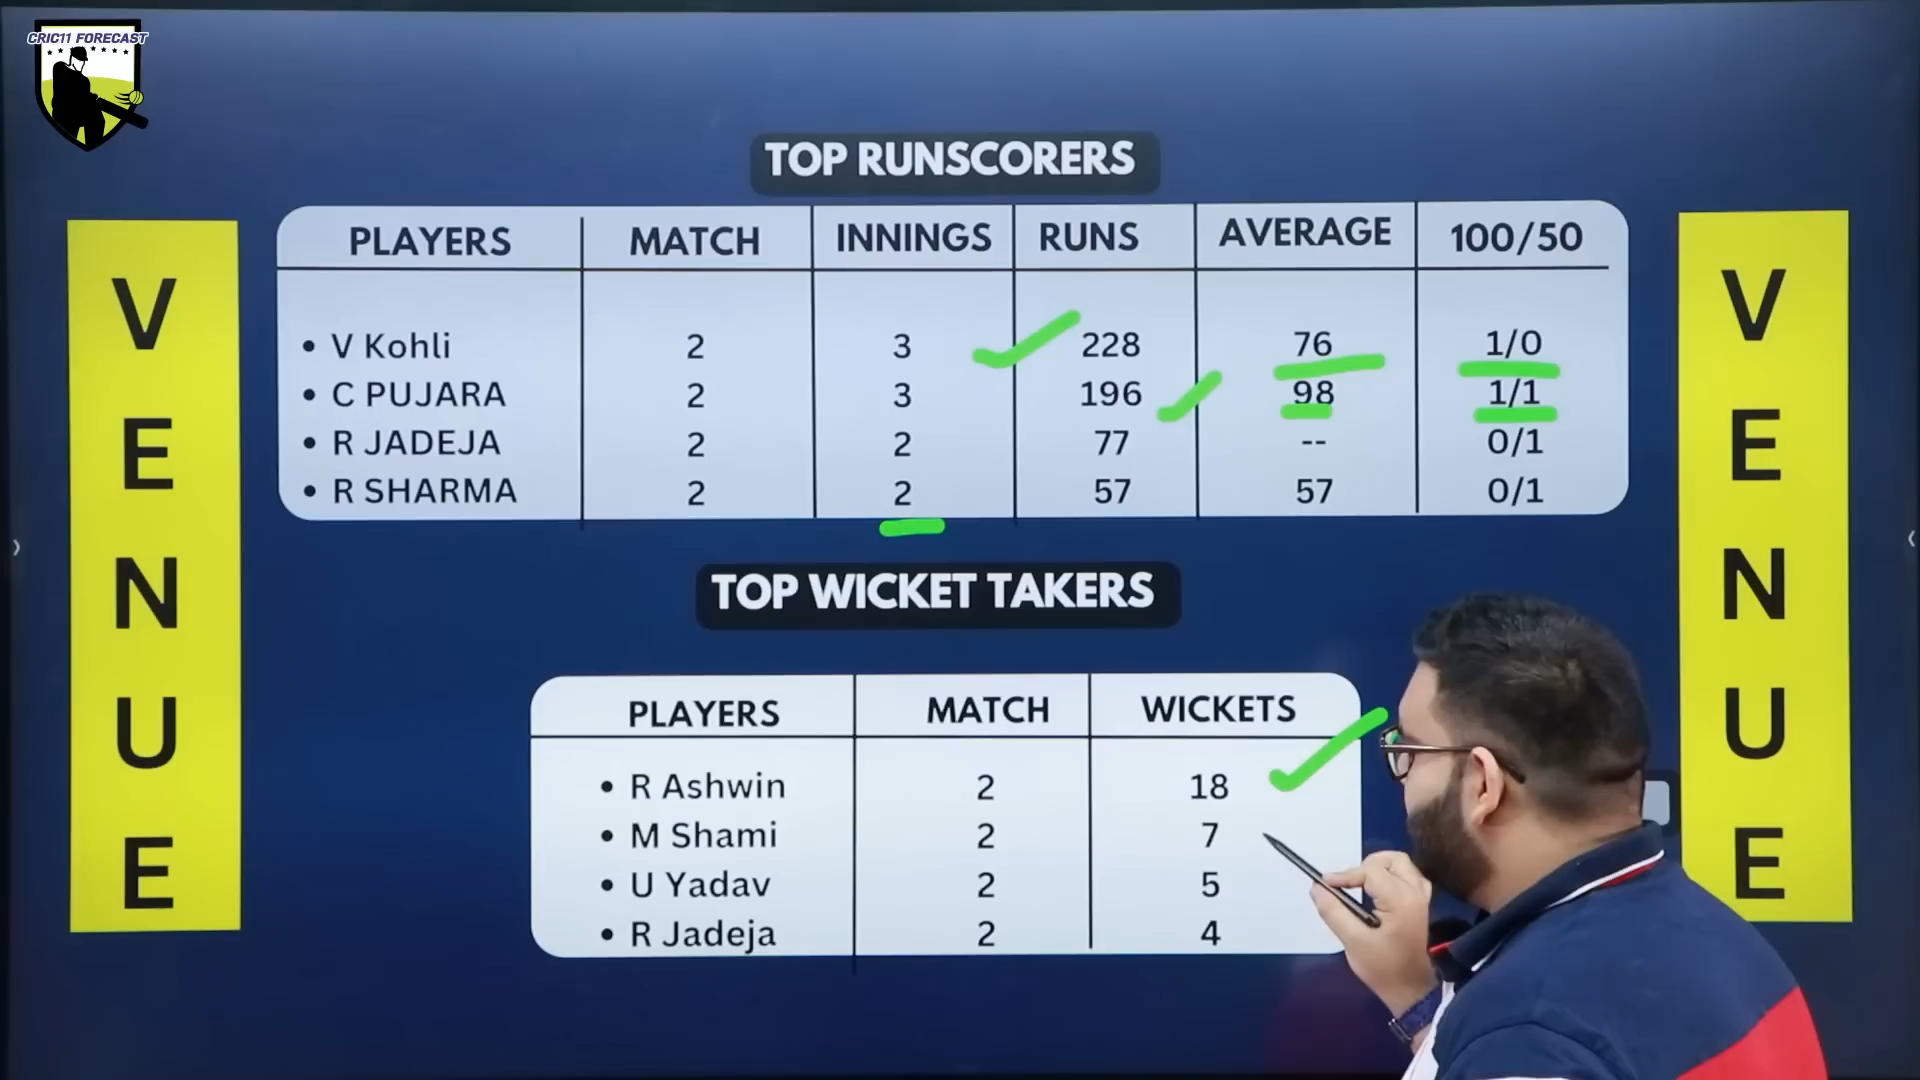 CRIC11 FORECAST
TOP RUNSCORERS
PLAYERS MATCH INNINGS RUNS AVERAGE 100/50
• V Kohli 2 3 228 76 1/0
• C PUJARA 2 3 196 98 1/1
• R JADEJA 2 2 77 -- 0/1
• R SHARMA 2 2 57 57 0/1
TOP WICKET TAKERS
PLAYERS MATCH WICKETS
• R Ashwin 2 18
• M Shami 2 7
• U Yadav 2 5
• R Jadeja 2 4
VENUE
VENUE